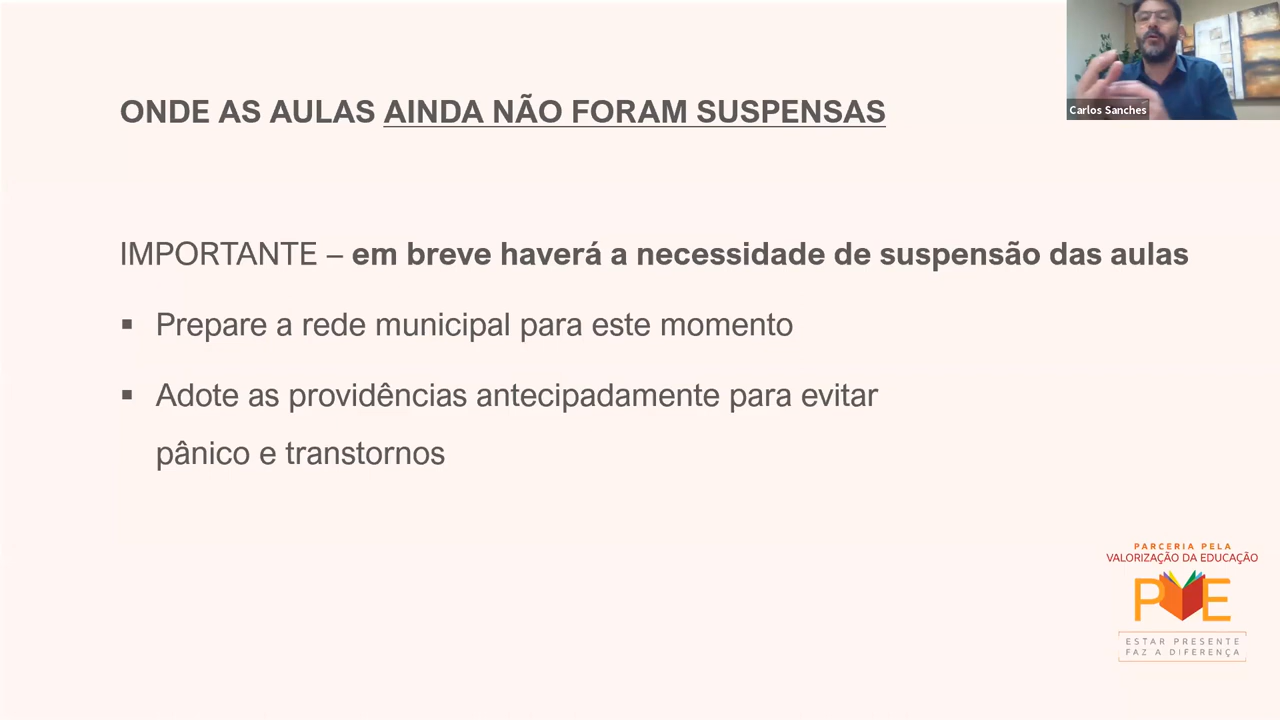 ONDE AS AULAS AINDA NÃO FORAM SUSPENSAS
Carlos Sanches
IMPORTANTE – em breve haverá a necessidade de suspensão das aulas
▪ Prepare a rede municipal para este momento
▪ Adote as providências antecipadamente para evitar
pânico e transtornos
PARCERIA PELA
VALORIZAÇÃO DA EDUCAÇÃO
PVE
ESTAR PRESENTE
FAZ A DIFERENÇA